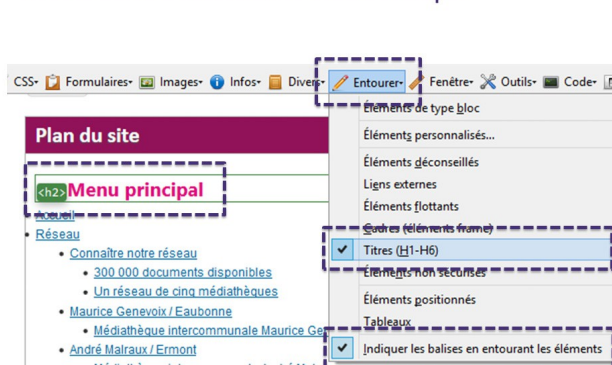 CSS Formulaires Images Infos Divers Entourer Fenêtre Outils Code
Éléments de type bloc
Plan du site
Éléments personnalisés...
Éléments déconseillés
<h2> Menu principal
Liens externes
Éléments flottants
Accueil
Cadres (éléments frame)
Réseau
Titres (H1-H6)
Connaître notre réseau
300 000 documents disponibles
Éléments non sécurisés
Un réseau de cinq médiathèques
Éléments positionnés
Maurice Genevoix / Eaubonne
Tableaux
Médiathèque intercommunale Maurice Ge
André Malraux / Ermont
Indiquer les balises en entourant les éléments